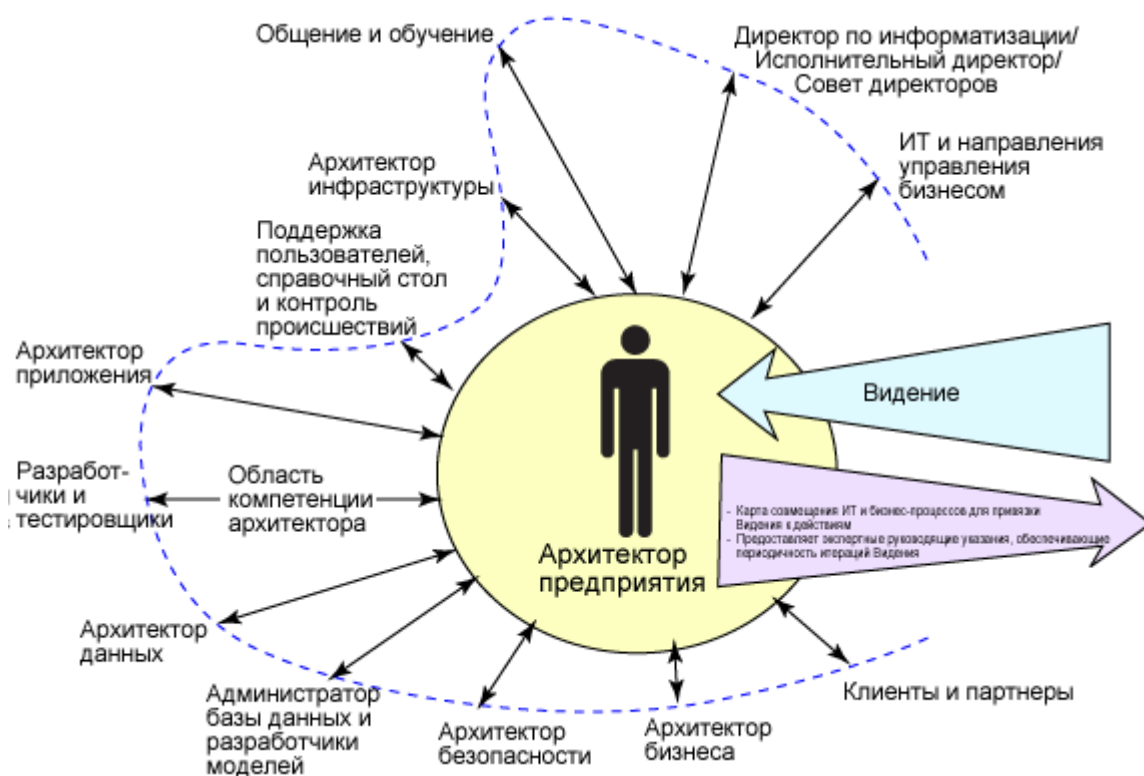 Общение и обучение
Директор по информатизации/
Исполнительный директор/
Совет директоров
ИТ и направления
управления
бизнесом
Архитектор
инфраструктуры
Поддержка
пользователей,
справочный стол
и контроль
происшествий
Архитектор
приложения
Видение
Разработ-
чики и
тестировщики
Область
компетенции
архитектора
- Карта совмещения ИТ и бизнес-процессов для привязки
Видения к действиям
- Предоставляет экспертные руководящие указания, обеспечивающие
периодичность итераций Видения
Архитектор
предприятия
Архитектор
данных
Администратор
базы данных и
разработчики
моделей
Архитектор
безопасности
Архитектор
бизнеса
Клиенты и партнеры